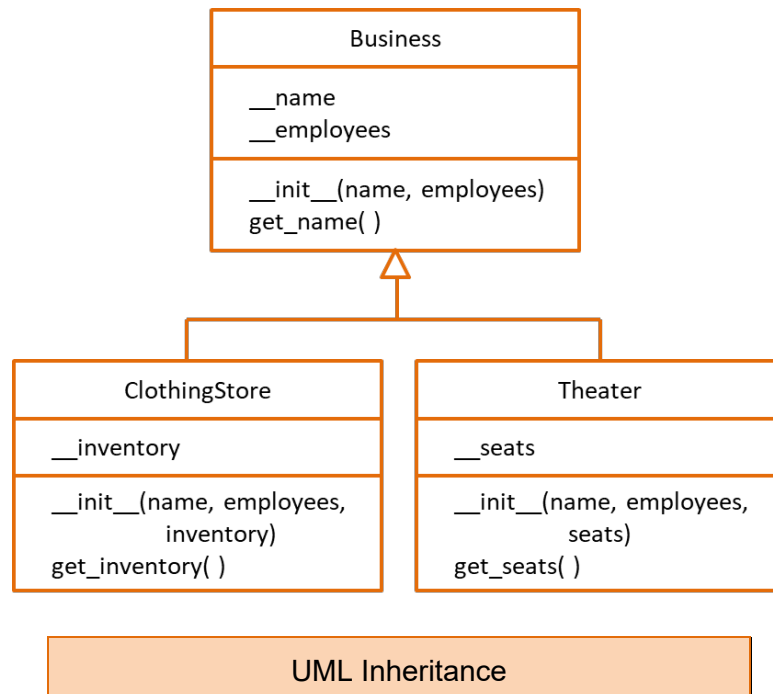 Business
__name
__employees
__init__(name, employees)
get_name( )
ClothingStore
__inventory
__init__(name, employees,
inventory)
get_inventory( )
Theater
__seats
__init__(name, employees,
seats)
get_seats( )
UML Inheritance